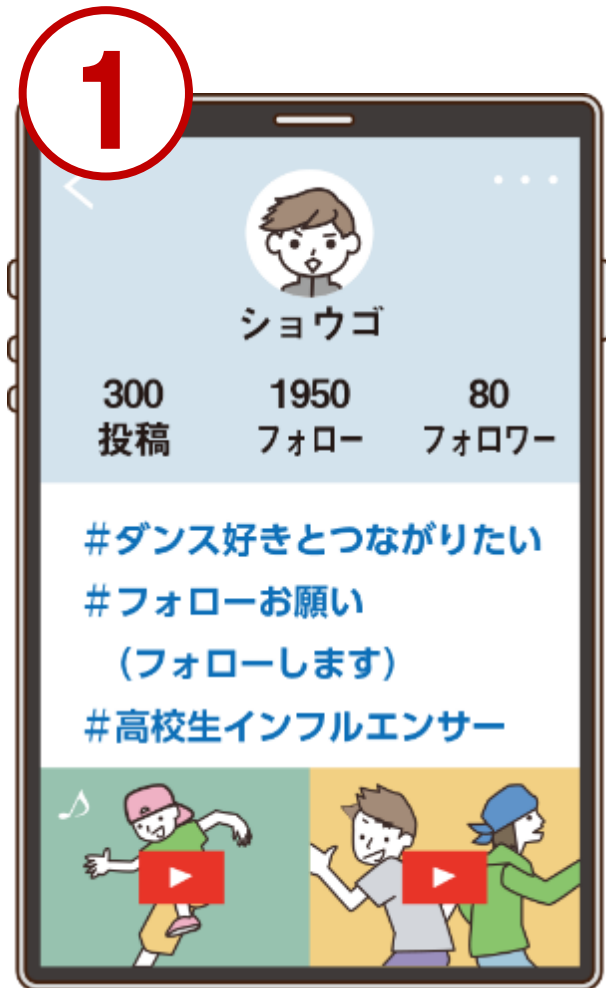 1
ショウゴ
300 1950 80
投稿 フォロー フォロワー
#ダンス好きとつながりたい
#フォローお願い
(フォローします)
#高校生インフルエンサー